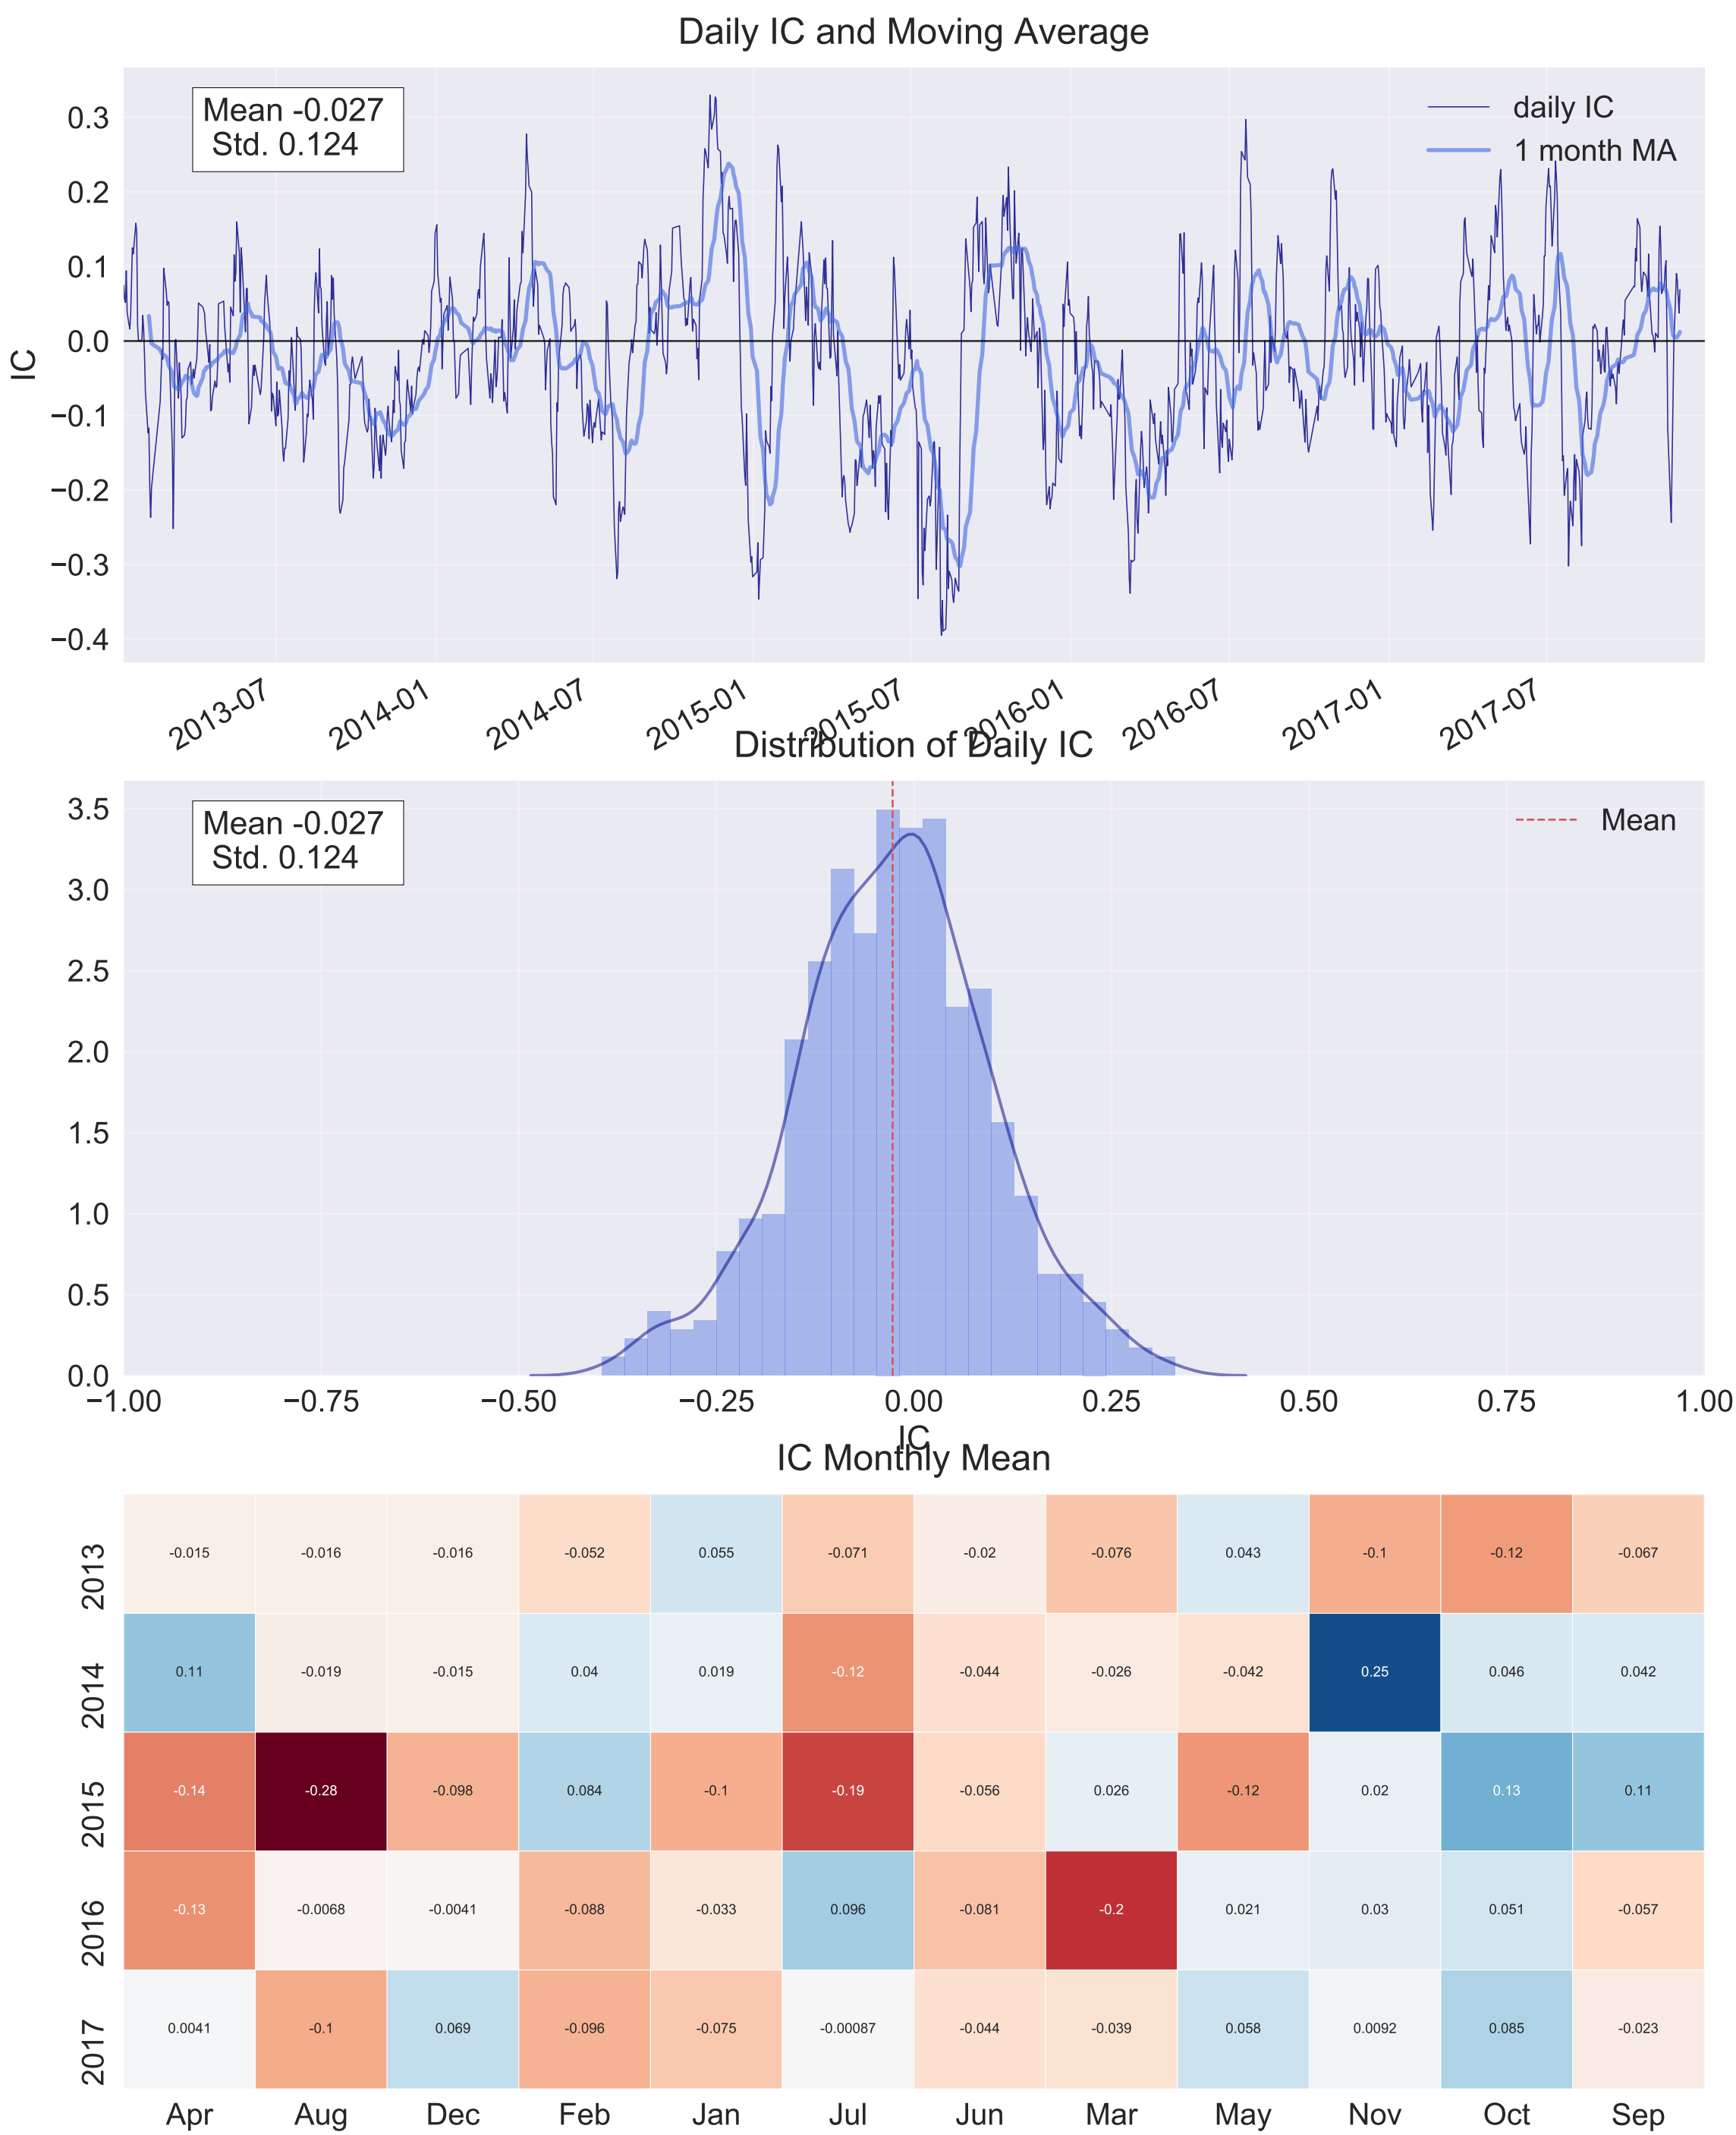 Daily IC and Moving Average
Mean -0.027
Std. 0.124
daily IC
1 month MA
0.3
0.2
0.1
0.0
−0.1
−0.2
−0.3
−0.4
IC
2013-07
2014-01
2014-07
2015-01
2015-07
2016-01
2016-07
2017-01
2017-07
Distribution of Daily IC
Mean -0.027
Std. 0.124
Mean
3.5
3.0
2.5
2.0
1.5
1.0
0.5
0.0
−1.00 −0.75 −0.50 −0.25 0.00 0.25 0.50 0.75 1.00
IC
IC Monthly Mean
2013 -0.015 -0.016 -0.016 -0.052 0.055 -0.071 -0.02 -0.076 0.043 -0.1 -0.12 -0.067
2014 0.11 -0.019 -0.015 0.04 0.019 -0.12 -0.044 -0.026 -0.042 0.25 0.046 0.042
2015 -0.14 -0.28 -0.098 0.084 -0.1 -0.19 -0.056 0.026 -0.12 0.02 0.13 0.11
2016 -0.13 -0.0068 -0.0041 -0.088 -0.033 0.096 -0.081 -0.2 0.021 0.03 0.051 -0.057
2017 0.0041 -0.1 0.069 -0.096 -0.075 -0.00087 -0.044 -0.039 0.058 0.0092 0.085 -0.023
Apr Aug Dec Feb Jan Jul Jun Mar May Nov Oct Sep